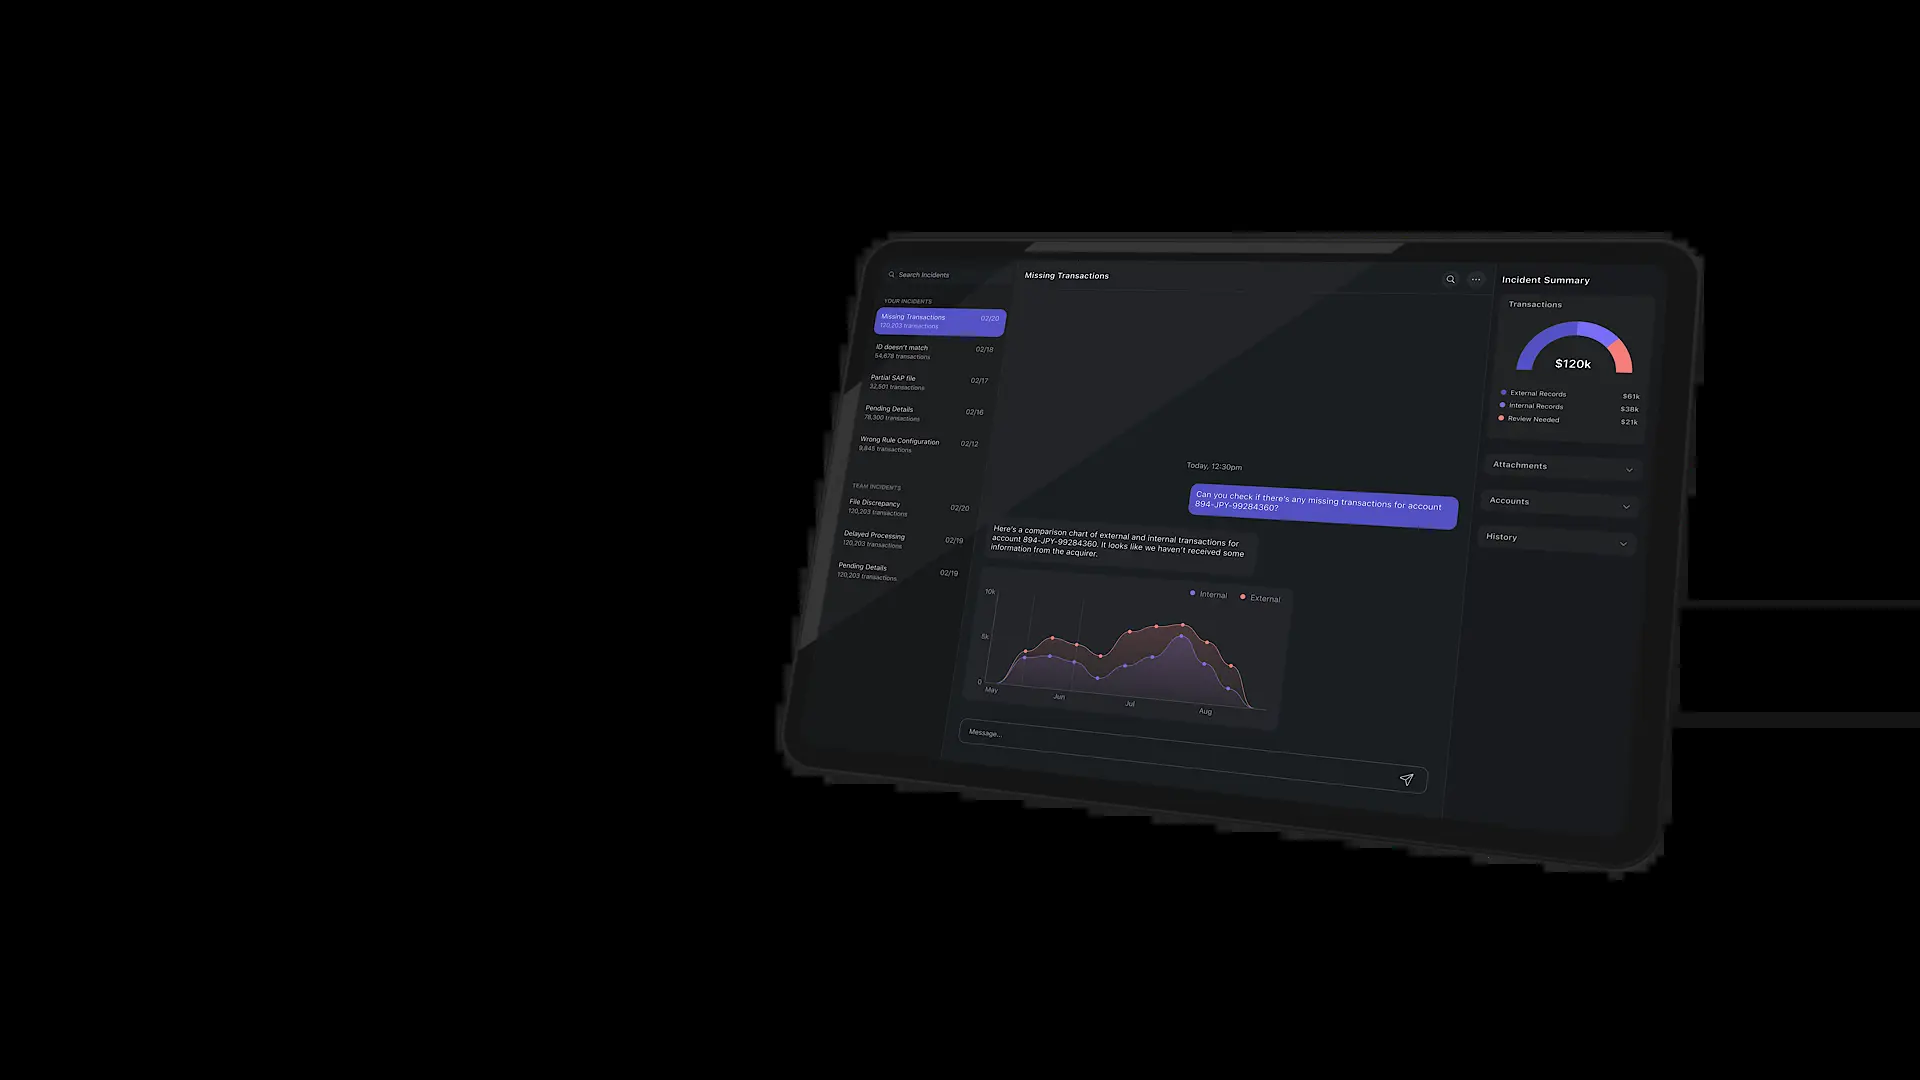 Search Incidents
YOUR INCIDENTS
Missing Transactions 02/20
120,203 transactions
ID doesn't match 02/18
54,678 transactions
Partial SAP file 02/17
32,501 transactions
Pending Details 02/16
78,300 transactions
Wrong Rule Configuration 02/12
9,845 transactions
TEAM INCIDENTS
File Discrepancy 02/20
120,203 transactions
Delayed Processing 02/19
120,203 transactions
Pending Details 02/19
120,203 transactions
Missing Transactions
Today, 12:30pm
Can you check if there's any missing transactions for account
894-JPY-99284360?
Here's a comparison chart of external and internal transactions for
account 894-JPY-99284360. It looks like we haven't received some
information from the acquirer.
Internal External
10k
5k
0
May Jun Jul Aug
Message...
Incident Summary
Transactions
$120k
External Records $61k
Internal Records $38k
Review Needed $21k
Attachments
Accounts
History